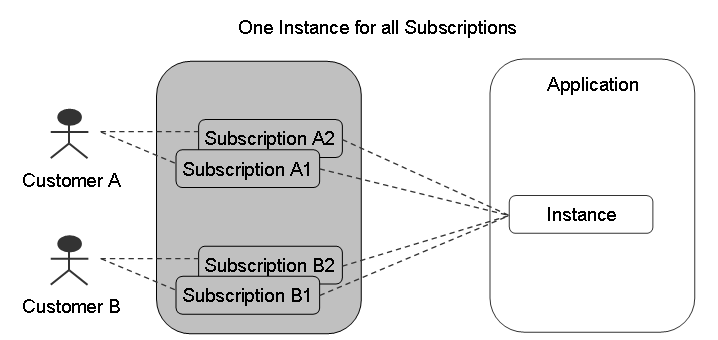 One Instance for all Subscriptions
Application
Subscription A2
Subscription A1
Customer A
Instance
Subscription B2
Subscription B1
Customer B